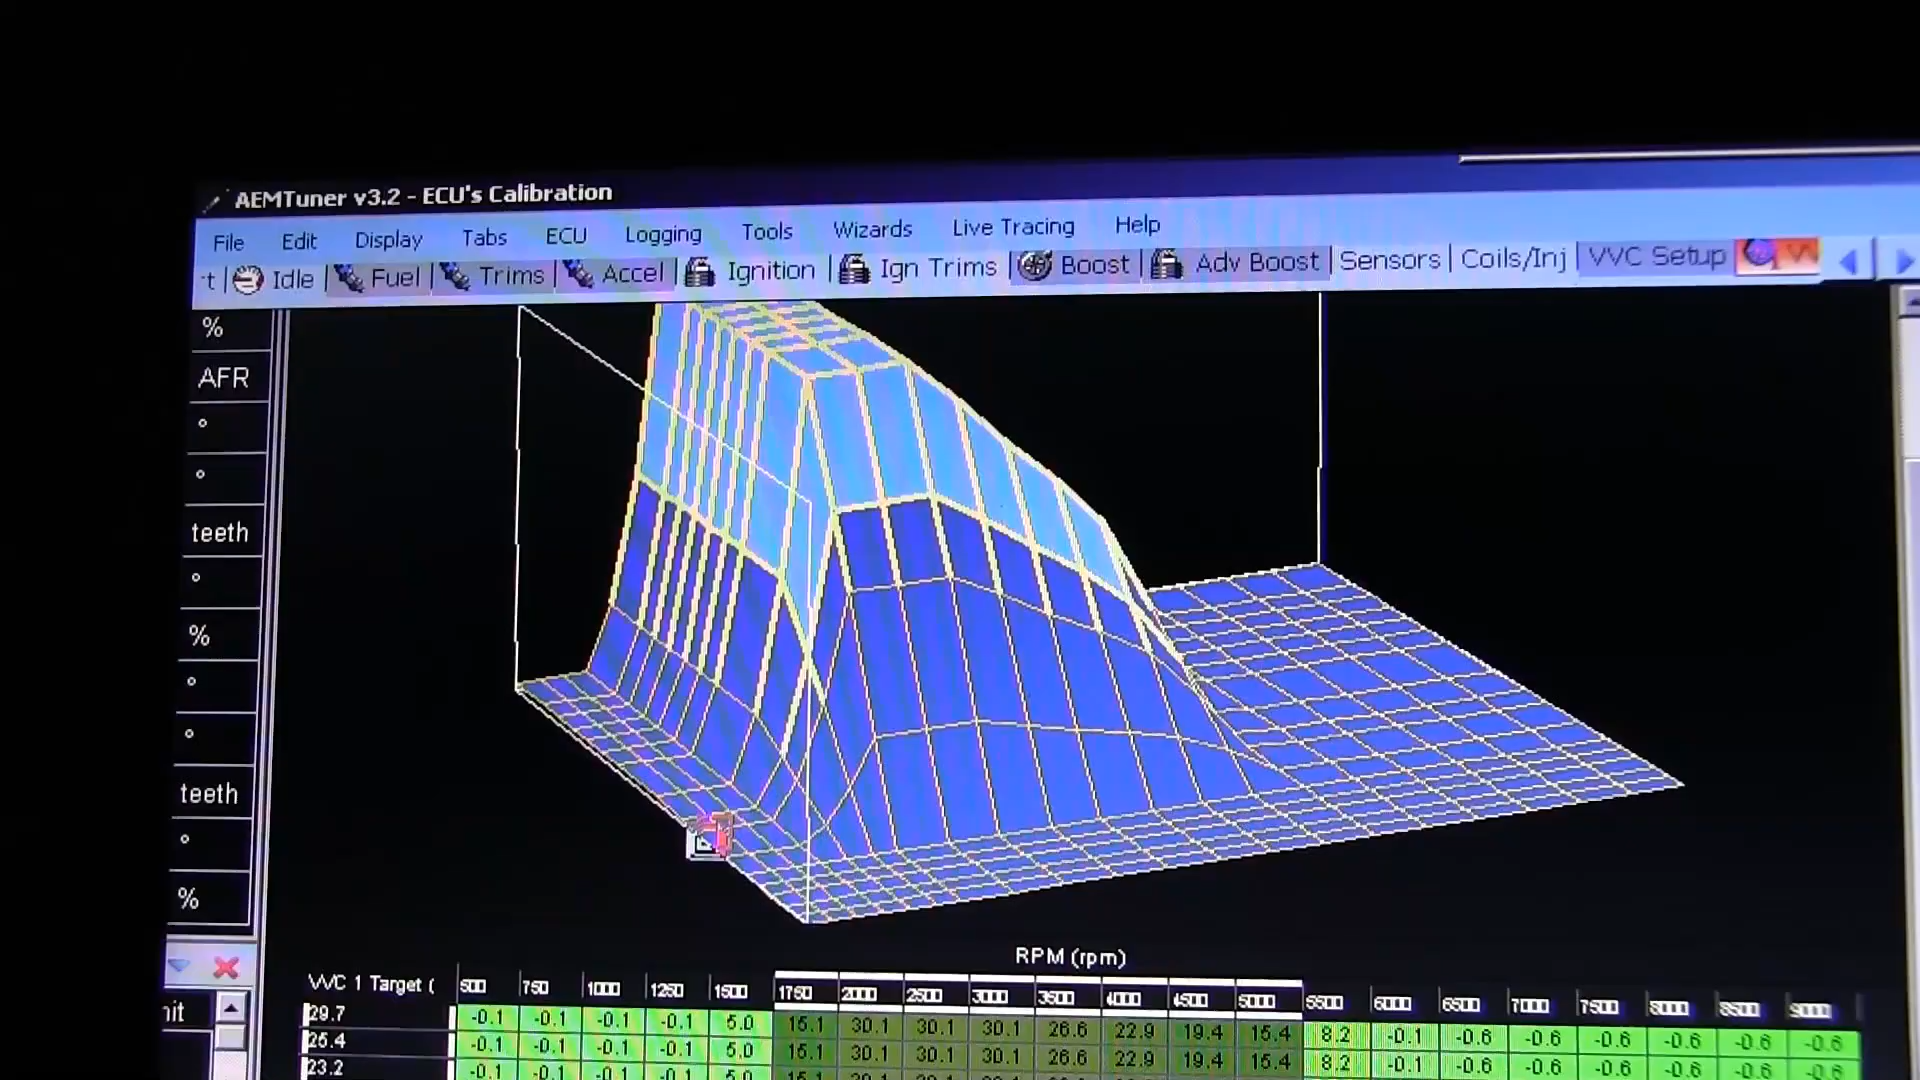 AEMTuner v3.2 - ECU's Calibration
File Edit Display Tabs ECU Logging Tools Wizards Live Tracing Help
t Idle Fuel Trims Accel Ignition Ign Trims Boost Adv Boost Sensors Coils/Inj VVC Setup
%
AFR
°
°
teeth
°
%
°
°
teeth
°
%
RPM (rpm)
VVC 1 Target ( 500 750 1000 1250 1500 1750 2000 2500 3000 3500 4000 4500 5000 5500 6000 6500 7000 7500 8000 8500 9000
nit
29.7 -0.1 -0.1 -0.1 -0.1 5.0 15.1 30.1 30.1 30.1 26.6 22.9 19.4 15.4 8.2 -0.1 -0.6 -0.6 -0.6 -0.6 -0.6 -0.6
25.4 -0.1 -0.1 -0.1 -0.1 5.0 15.1 30.1 30.1 30.1 26.6 22.9 19.4 15.4 8.2 -0.1 -0.6 -0.6 -0.6 -0.6 -0.6 -0.6
23.2